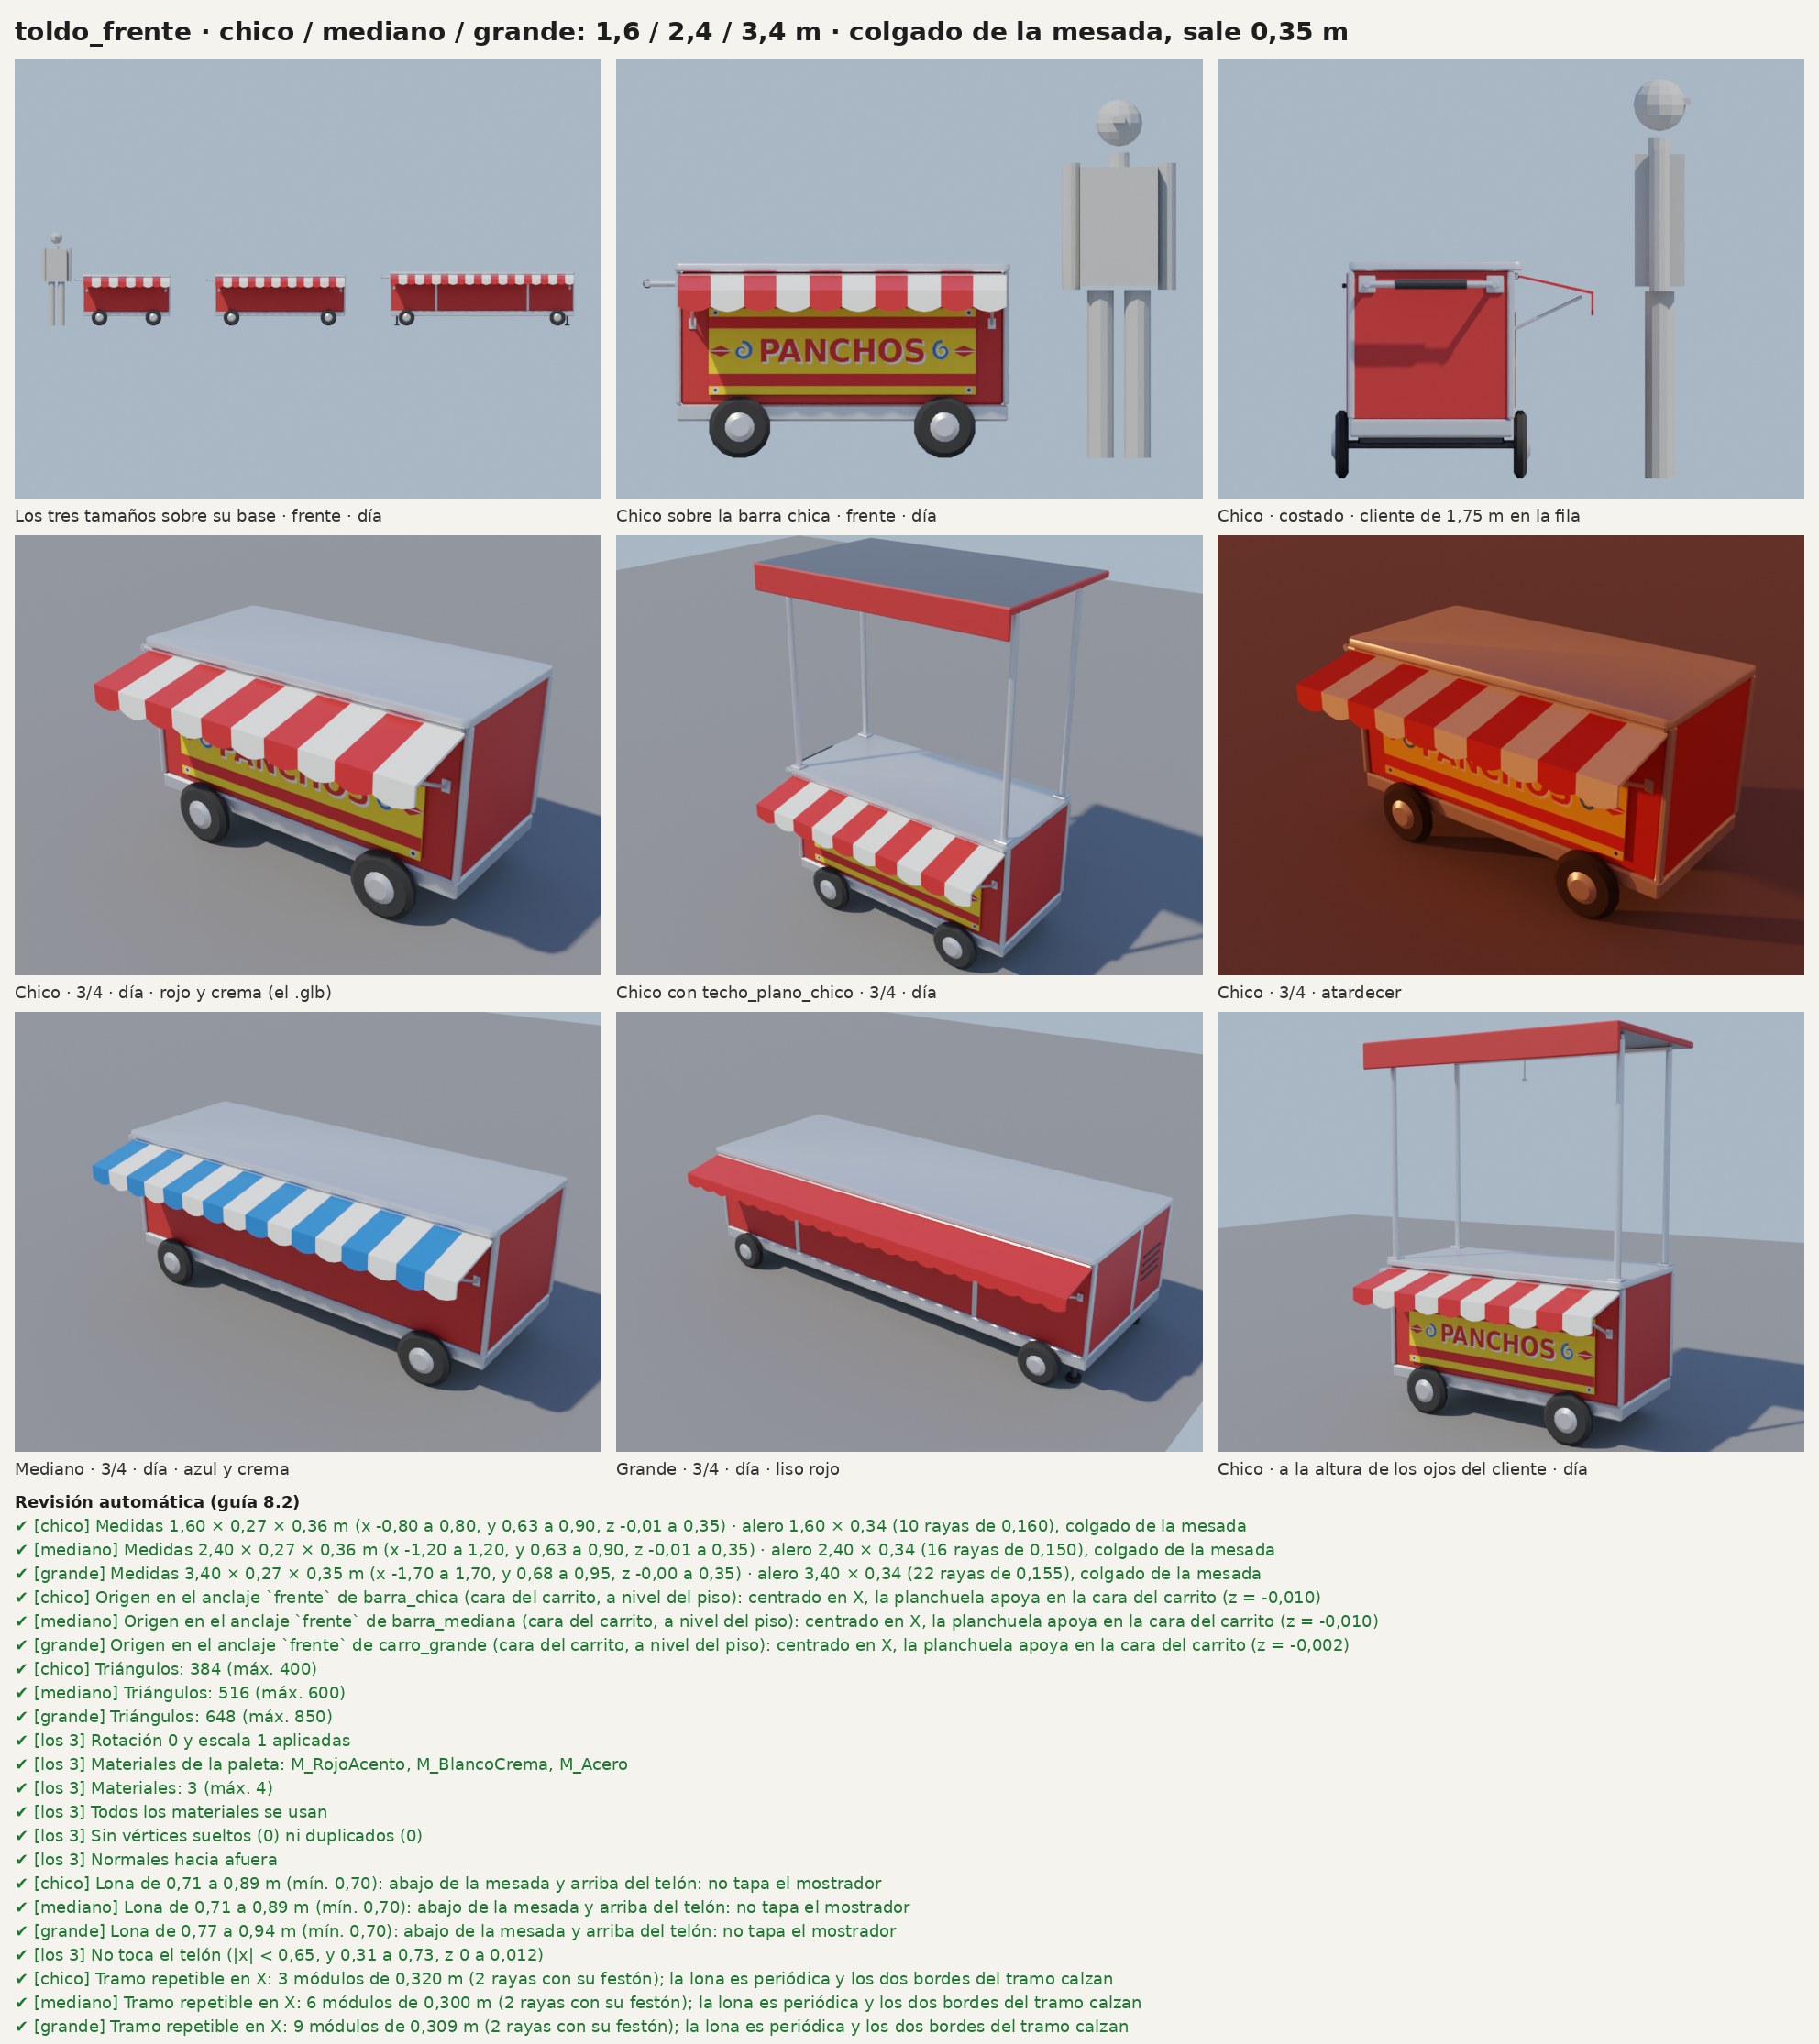 toldo_frente · chico / mediano / grande: 1,6 / 2,4 / 3,4 m · colgado de la mesada, sale 0,35 m
PANCHOS
Los tres tamaños sobre su base · frente · día
Chico sobre la barra chica · frente · día
Chico · costado · cliente de 1,75 m en la fila
PANCHOS
PANCHOS
Chico · 3/4 · día · rojo y crema (el .glb)
Chico con techo_plano_chico · 3/4 · día
Chico · 3/4 · atardecer
PANCHOS
Mediano · 3/4 · día · azul y crema
Grande · 3/4 · día · liso rojo
Chico · a la altura de los ojos del cliente · día
Revisión automática (guía 8.2)
✔ [chico] Medidas 1,60 × 0,27 × 0,36 m (x -0,80 a 0,80, y 0,63 a 0,90, z -0,01 a 0,35) · alero 1,60 × 0,34 (10 rayas de 0,160), colgado de la mesada
✔ [mediano] Medidas 2,40 × 0,27 × 0,36 m (x -1,20 a 1,20, y 0,63 a 0,90, z -0,01 a 0,35) · alero 2,40 × 0,34 (16 rayas de 0,150), colgado de la mesada
✔ [grande] Medidas 3,40 × 0,27 × 0,35 m (x -1,70 a 1,70, y 0,68 a 0,95, z -0,00 a 0,35) · alero 3,40 × 0,34 (22 rayas de 0,155), colgado de la mesada
✔ [chico] Origen en el anclaje `frente` de barra_chica (cara del carrito, a nivel del piso): centrado en X, la planchuela apoya en la cara del carrito (z = -0,010)
✔ [mediano] Origen en el anclaje `frente` de barra_mediana (cara del carrito, a nivel del piso): centrado en X, la planchuela apoya en la cara del carrito (z = -0,010)
✔ [grande] Origen en el anclaje `frente` de carro_grande (cara del carrito, a nivel del piso): centrado en X, la planchuela apoya en la cara del carrito (z = -0,002)
✔ [chico] Triángulos: 384 (máx. 400)
✔ [mediano] Triángulos: 516 (máx. 600)
✔ [grande] Triángulos: 648 (máx. 850)
✔ [los 3] Rotación 0 y escala 1 aplicadas
✔ [los 3] Materiales de la paleta: M_RojoAcento, M_BlancoCrema, M_Acero
✔ [los 3] Materiales: 3 (máx. 4)
✔ [los 3] Todos los materiales se usan
✔ [los 3] Sin vértices sueltos (0) ni duplicados (0)
✔ [los 3] Normales hacia afuera
✔ [chico] Lona de 0,71 a 0,89 m (mín. 0,70): abajo de la mesada y arriba del telón: no tapa el mostrador
✔ [mediano] Lona de 0,71 a 0,89 m (mín. 0,70): abajo de la mesada y arriba del telón: no tapa el mostrador
✔ [grande] Lona de 0,77 a 0,94 m (mín. 0,70): abajo de la mesada y arriba del telón: no tapa el mostrador
✔ [los 3] No toca el telón (|x| < 0,65, y 0,31 a 0,73, z 0 a 0,012)
✔ [chico] Tramo repetible en X: 3 módulos de 0,320 m (2 rayas con su festón); la lona es periódica y los dos bordes del tramo calzan
✔ [mediano] Tramo repetible en X: 6 módulos de 0,300 m (2 rayas con su festón); la lona es periódica y los dos bordes del tramo calzan
✔ [grande] Tramo repetible en X: 9 módulos de 0,309 m (2 rayas con su festón); la lona es periódica y los dos bordes del tramo calzan